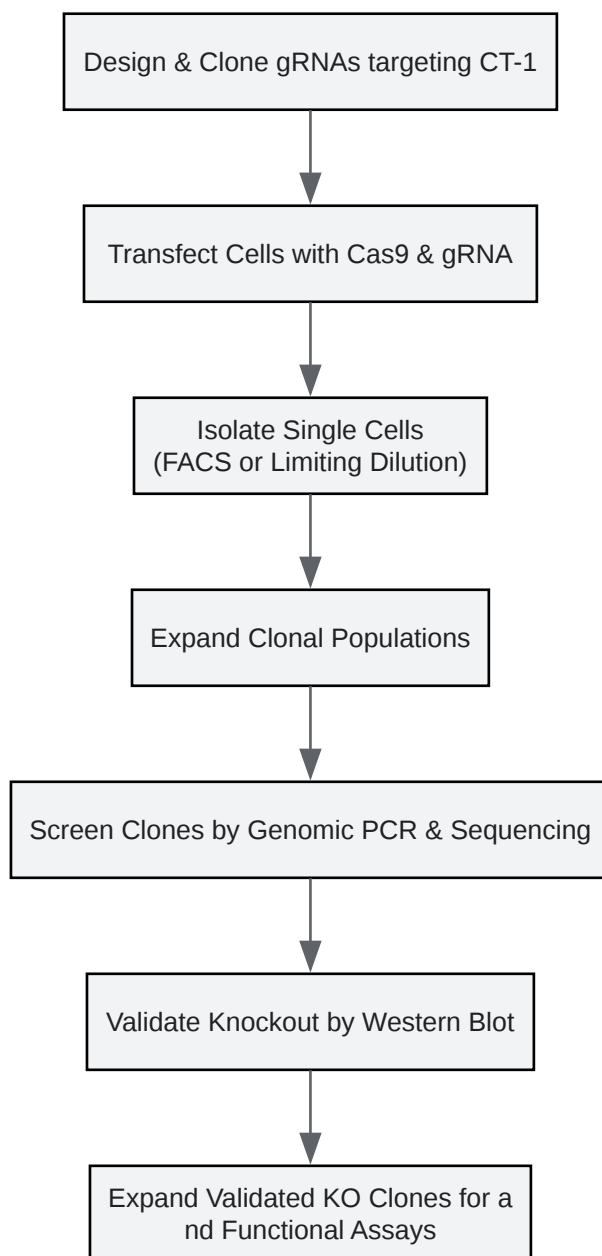 Design & Clone gRNAs targeting CT-1
Transfect Cells with Cas9 & gRNA
Isolate Single Cells
(FACS or Limiting Dilution)
Expand Clonal Populations
Screen Clones by Genomic PCR & Sequencing
Validate Knockout by Western Blot
Expand Validated KO Clones for a
nd Functional Assays